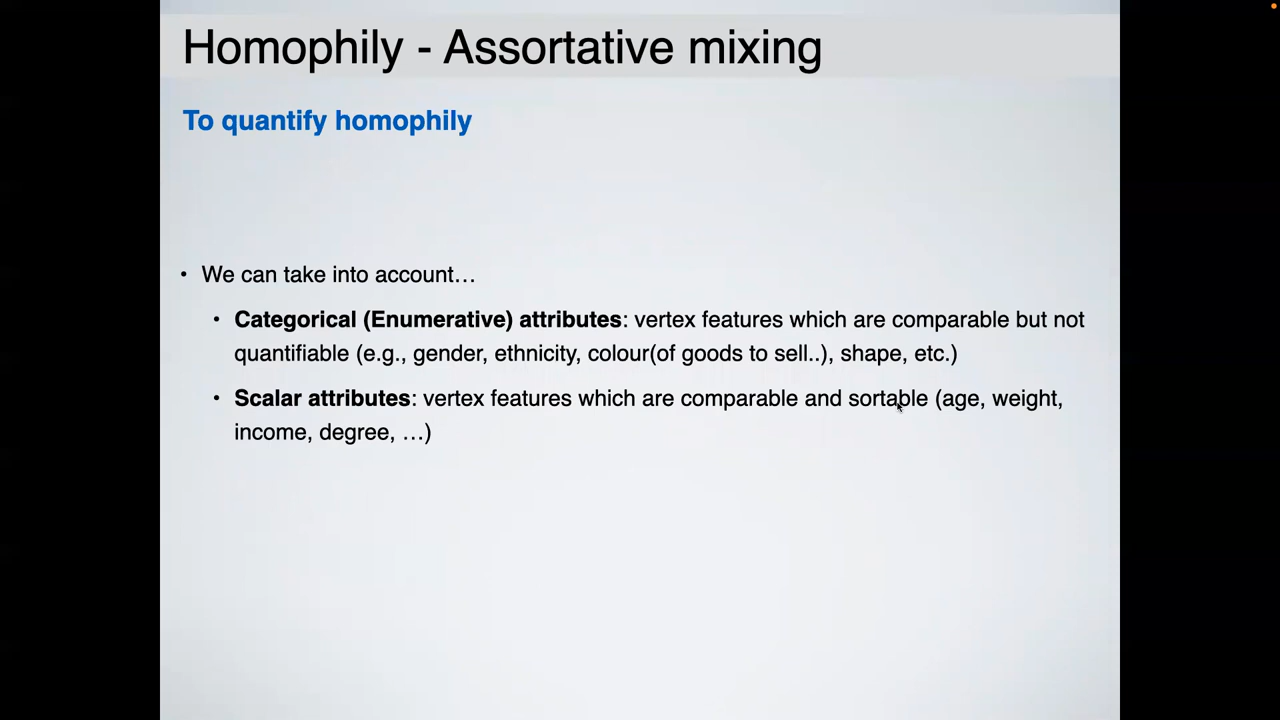 Homophily - Assortative mixing
To quantify homophily
• We can take into account…
• Categorical (Enumerative) attributes: vertex features which are comparable but not
quantifiable (e.g., gender, ethnicity, colour(of goods to sell..), shape, etc.)
• Scalar attributes: vertex features which are comparable and sortable (age, weight,
income, degree, …)